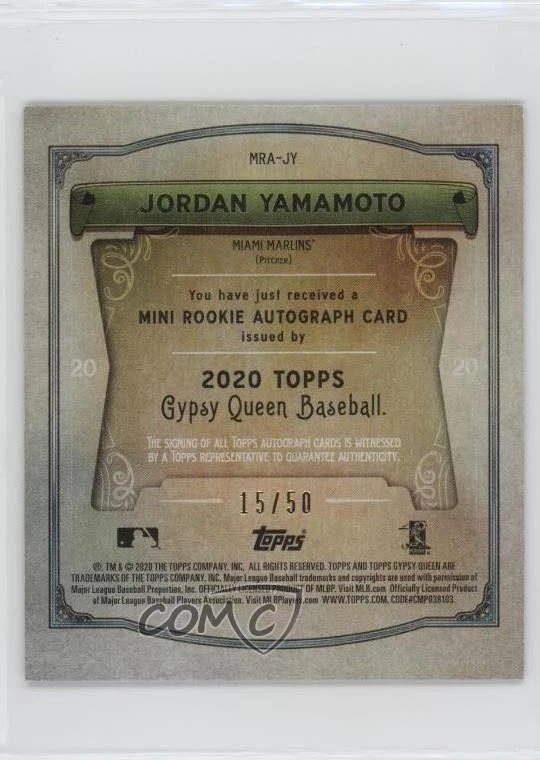 MRA-JY
JORDAN YAMAMOTO
MIAMI MARLINS®
(PITCHER)
You have just received a
MINI ROOKIE AUTOGRAPH CARD
issued by
20 20
2020 TOPPS
Gypsy Queen Baseball.
THE SIGNING OF ALL TOPPS AUTOGRAPH CARDS IS WITNESSED
BY A TOPPS REPRESENTATIVE TO GUARANTEE AUTHENTICITY.
15/50
Topps
®, TM & © 2020 THE TOPPS COMPANY, INC. ALL RIGHTS RESERVED. TOPPS AND TOPPS GYPSY QUEEN ARE
TRADEMARKS OF THE TOPPS COMPANY, INC. Major League Baseball trademarks and copyrights are used with permission of
Major League Baseball Properties, Inc. OFFICIALLY LICENSED PRODUCT OF MLBP. Visit MLB.com Officially Licensed Product
of Major League Baseball Players Association. Visit MLBPlayers.com WWW.TOPPS.COM. CODE#CMP038103
COMC